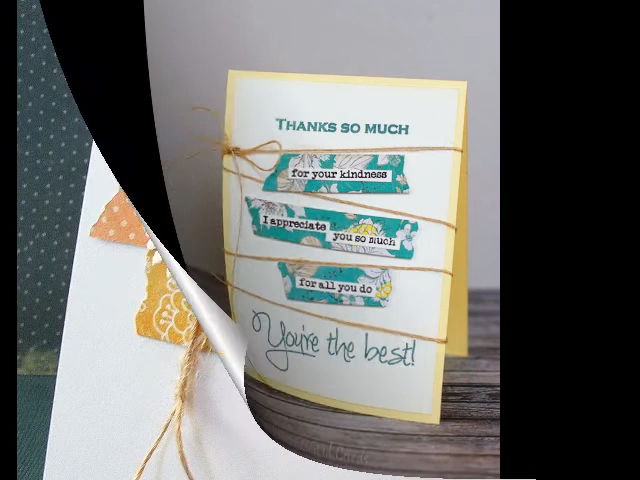 THANKS SO MUCH
for your kindness
I appreciate
you so much
for all you do
You're the best!